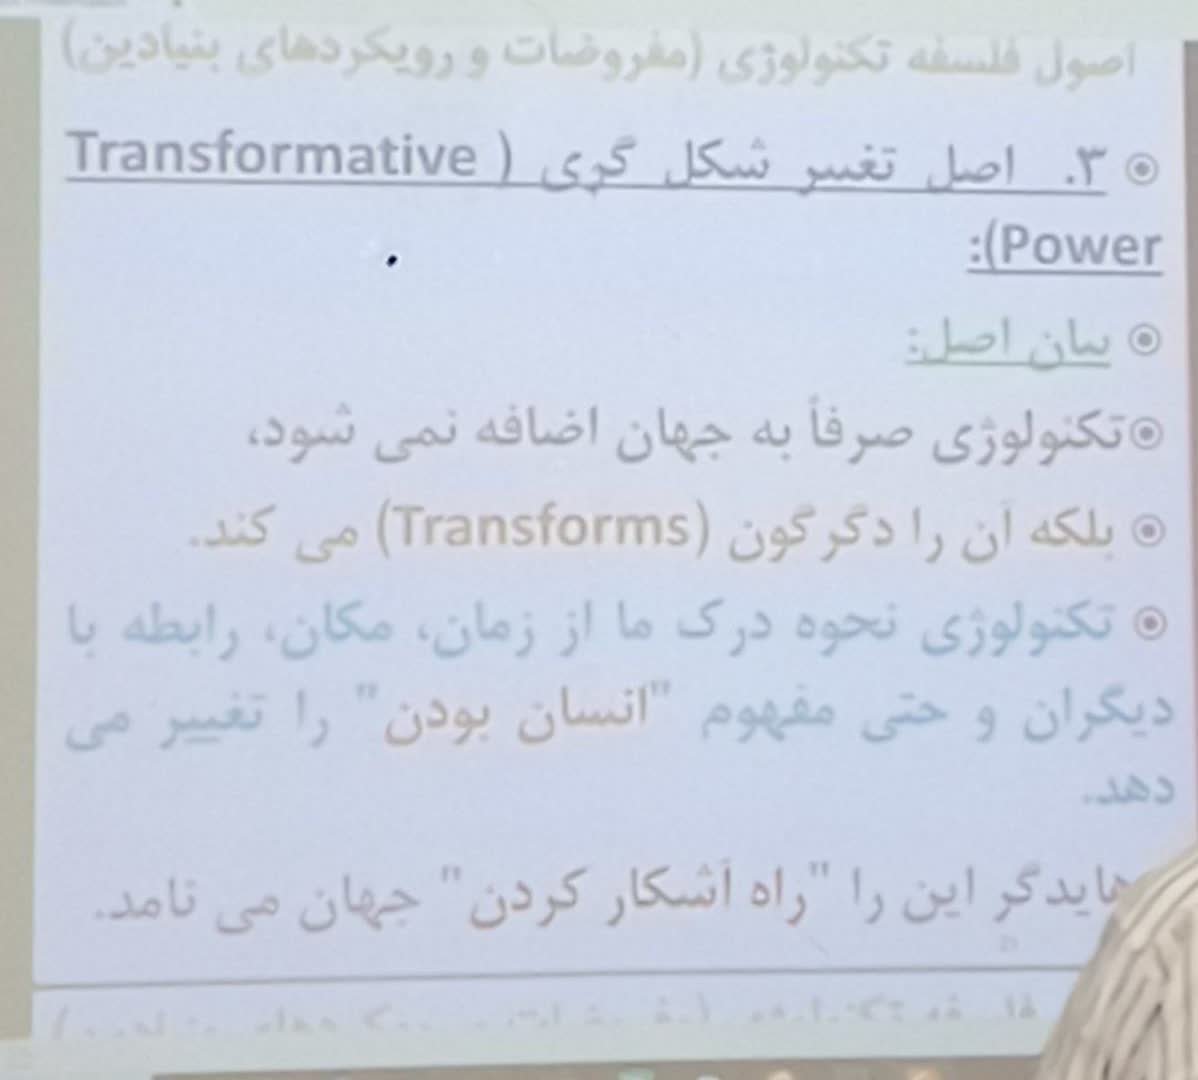 اصول فلسفه تکنولوژی (مفروضات و رویکردهای بنیادین)
۳. اصل تغییر شکل گری ( Transformative
Power):
بیان اصل:
تکنولوژی صرفاً به جهان اضافه نمی شود،
بلکه آن را دگرگون (Transforms) می کند.
تکنولوژی نحوه درک ما از زمان، مکان، رابطه با
دیگران و حتی مفهوم "انسان بودن" را تغییر می
دهد.
هایدگر این را "راه آشکار کردن" جهان می نامد.